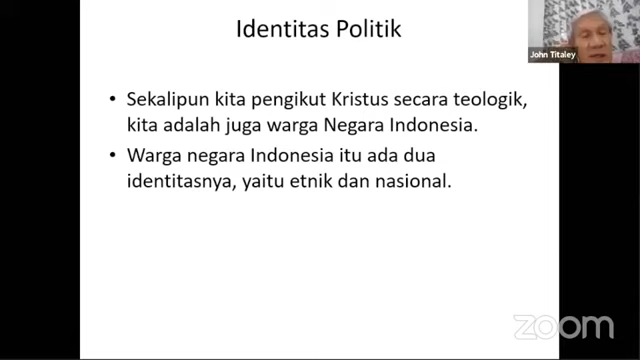 Identitas Politik
John Titaley
• Sekalipun kita pengikut Kristus secara teologik,
kita adalah juga warga Negara Indonesia.
• Warga negara Indonesia itu ada dua
identitasnya, yaitu etnik dan nasional.
zoom